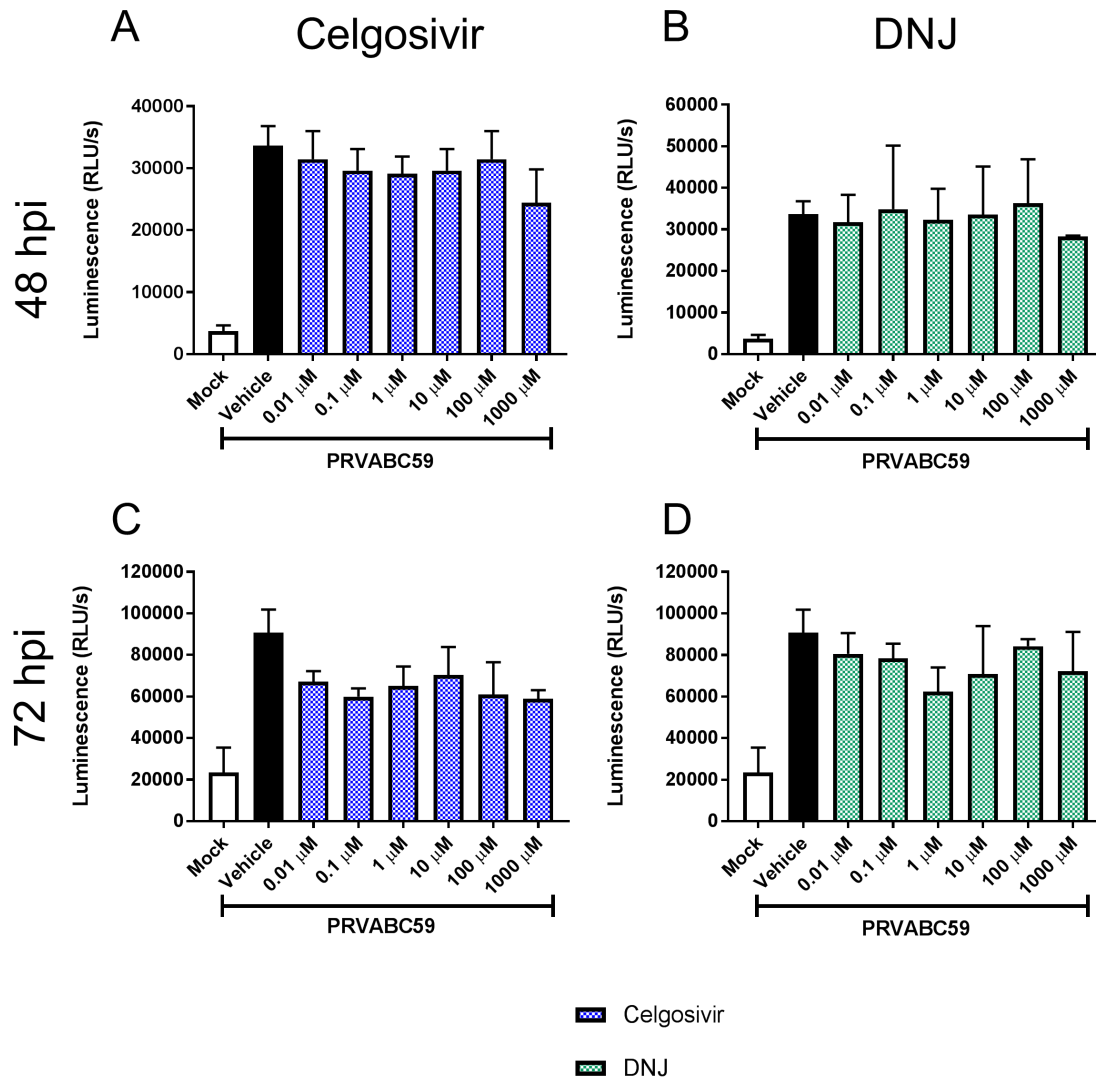 A
Celgosivir
B
DNJ
48 hpi
Luminescence (RLU/s)
40000
30000
20000
10000
0
Mock
Vehicle
0.01 µM
0.1 µM
1 µM
10 µM
100 µM
1000 µM
PRVABC59
Luminescence (RLU/s)
60000
50000
40000
30000
20000
10000
0
Mock
Vehicle
0.01 µM
0.1 µM
1 µM
10 µM
100 µM
1000 µM
PRVABC59
C
D
72 hpi
Luminescence (RLU/s)
120000
100000
80000
60000
40000
20000
0
Mock
Vehicle
0.01 µM
0.1 µM
1 µM
10 µM
100 µM
1000 µM
PRVABC59
Luminescence (RLU/s)
120000
100000
80000
60000
40000
20000
0
Mock
Vehicle
0.01 µM
0.1 µM
1 µM
10 µM
100 µM
1000 µM
PRVABC59
Celgosivir
DNJ